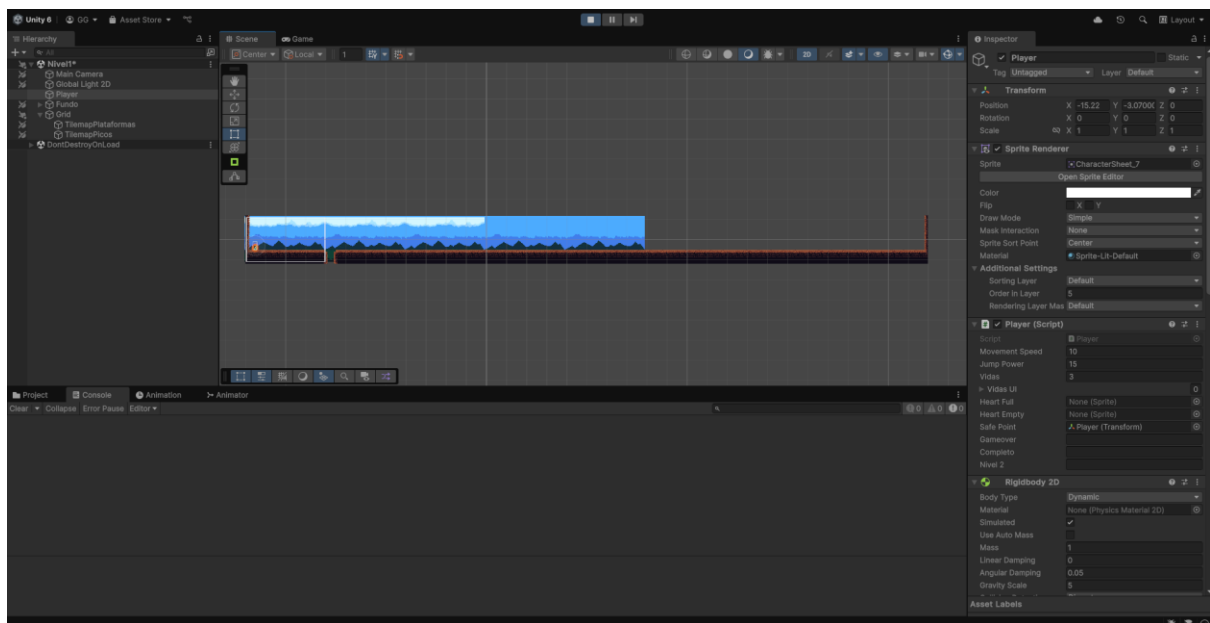 Unity 6 GG Asset Store Layout
Hierarchy
Scene Game
Inspector
All
Center Local 1 2D
Nivel1*
Main Camera
Global Light 2D
Player
Fundo
Grid
TilemapPlataformas
TilemapPicos
DontDestroyOnLoad
Player Static
Tag Untagged Layer Default
Transform
Position X -15.22 Y -3.0700( Z 0
Rotation X 0 Y 0 Z 0
Scale X 1 Y 1 Z 1
Sprite Renderer
Sprite CharacterSheet_7
Open Sprite Editor
Color
Flip X Y
Draw Mode Simple
Mask Interaction None
Sprite Sort Point Center
Material Sprite-Lit-Default
Additional Settings
Sorting Layer Default
Order in Layer 5
Rendering Layer Mas Default
Player (Script)
Script Player
Movement Speed 10
Jump Power 15
Vidas 3
Vidas UI 0
Heart Full None (Sprite)
Heart Empty None (Sprite)
Safe Point Player (Transform)
Gameover
Completo
Nivel 2
Rigidbody 2D
Body Type Dynamic
Material None (Physics Material 2D)
Simulated
Use Auto Mass
Mass 1
Linear Damping 0
Angular Damping 0.05
Gravity Scale 5
Asset Labels
Project Console Animation Animator
Clear Collapse Error Pause Editor 0 0 0